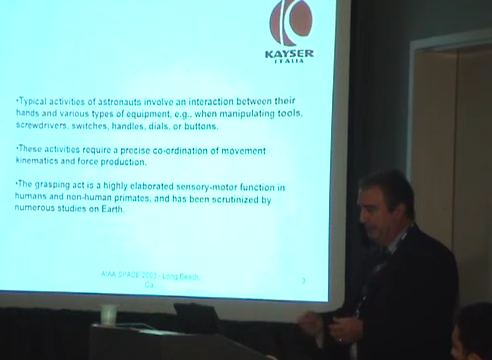 KAYSER
ITALIA
•Typical activities of astronauts involve an interaction between their
hands and various types of equipment, e.g., when manipulating tools,
screwdrivers, switches, handles, dials, or buttons.
•These activities require a precise co-ordination of movement
kinematics and force production.
•The grasping act is a highly elaborated sensory-motor function in
humans and non-human primates, and has been scrutinized by
numerous studies on Earth.
AIAA SPACE 2003 - Long Beach,
Ca.